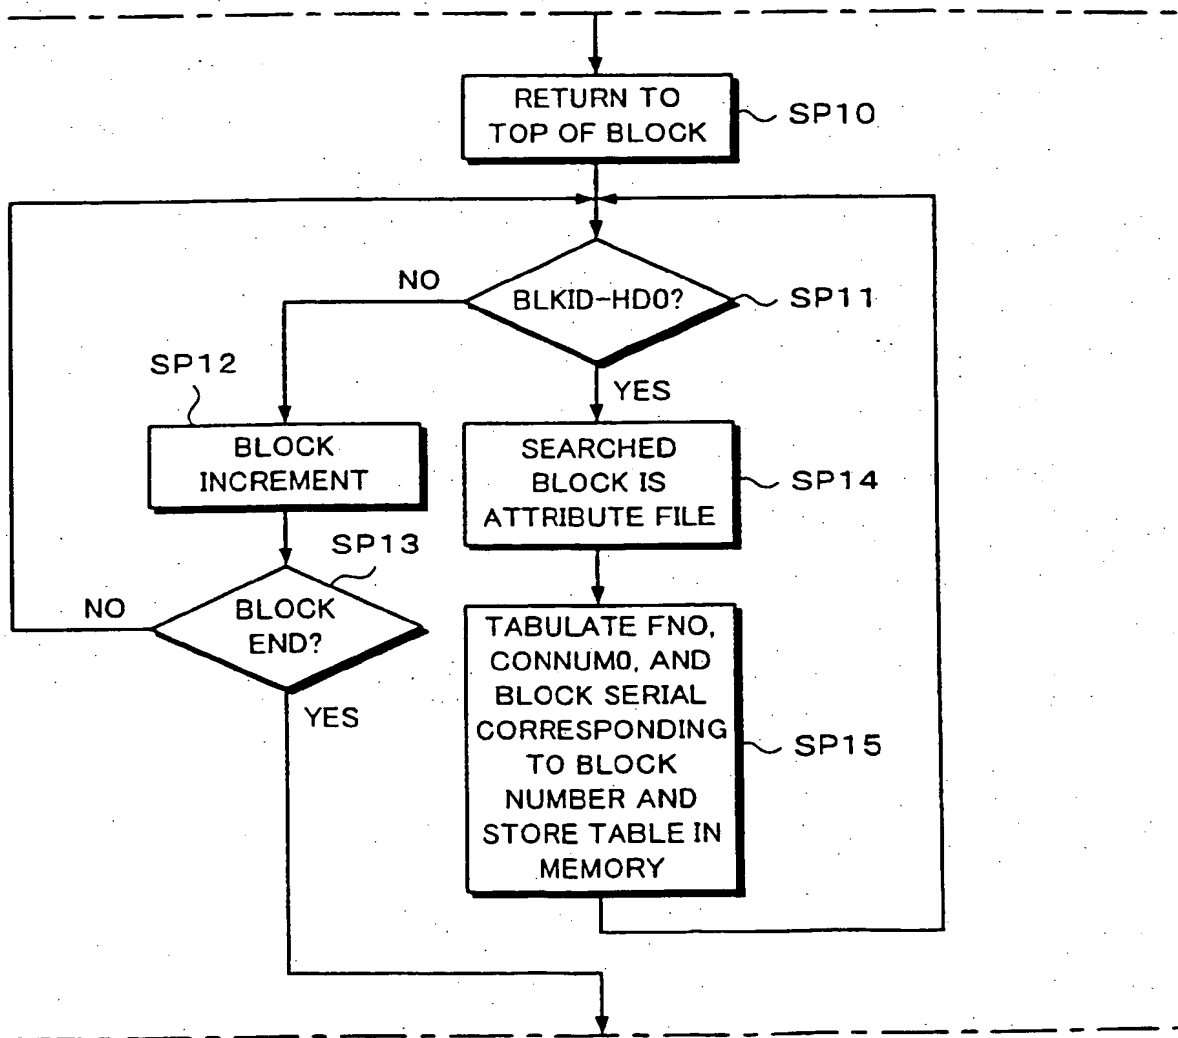 RETURN TO
TOP OF BLOCK
SP10
BLKID-HD0?
SP11
NO
YES
SP12
BLOCK
INCREMENT
SEARCHED
BLOCK IS
ATTRIBUTE FILE
SP14
SP13
BLOCK
END?
NO
YES
TABULATE FNO,
CONNUM0, AND
BLOCK SERIAL
CORRESPONDING
TO BLOCK
NUMBER AND
STORE TABLE IN
MEMORY
SP15